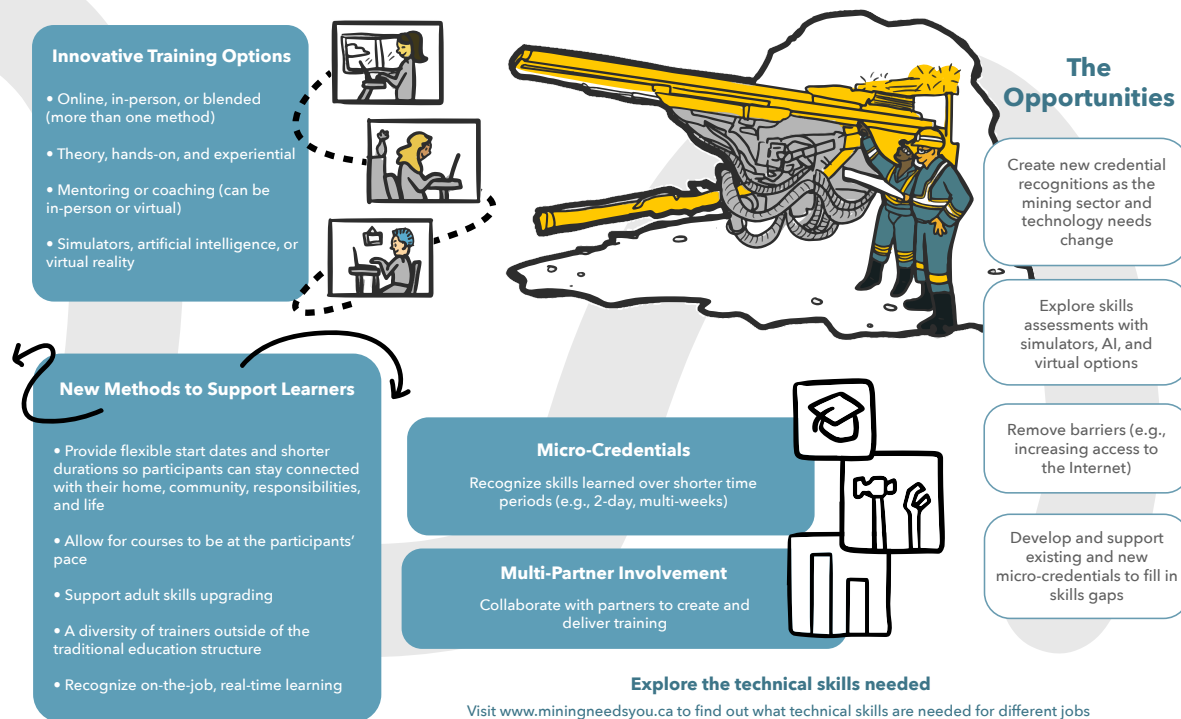 Innovative Training Options
• Online, in-person, or blended
(more than one method)
• Theory, hands-on, and experiential
• Mentoring or coaching (can be
in-person or virtual)
• Simulators, artificial intelligence, or
virtual reality
New Methods to Support Learners
• Provide flexible start dates and shorter
durations so participants can stay connected
with their home, community, responsibilities,
and life
• Allow for courses to be at the participants’
pace
• Support adult skills upgrading
• A diversity of trainers outside of the
traditional education structure
• Recognize on-the-job, real-time learning
Micro-Credentials
Recognize skills learned over shorter time
periods (e.g., 2-day, multi-weeks)
Multi-Partner Involvement
Collaborate with partners to create and
deliver training
The
Opportunities
Create new credential
recognitions as the
mining sector and
technology needs
change
Explore skills
assessments with
simulators, AI, and
virtual options
Remove barriers (e.g.,
increasing access to
the Internet)
Develop and support
existing and new
micro-credentials to fill in
skills gaps
Explore the technical skills needed
Visit www.miningneedsyou.ca to find out what technical skills are needed for different jobs